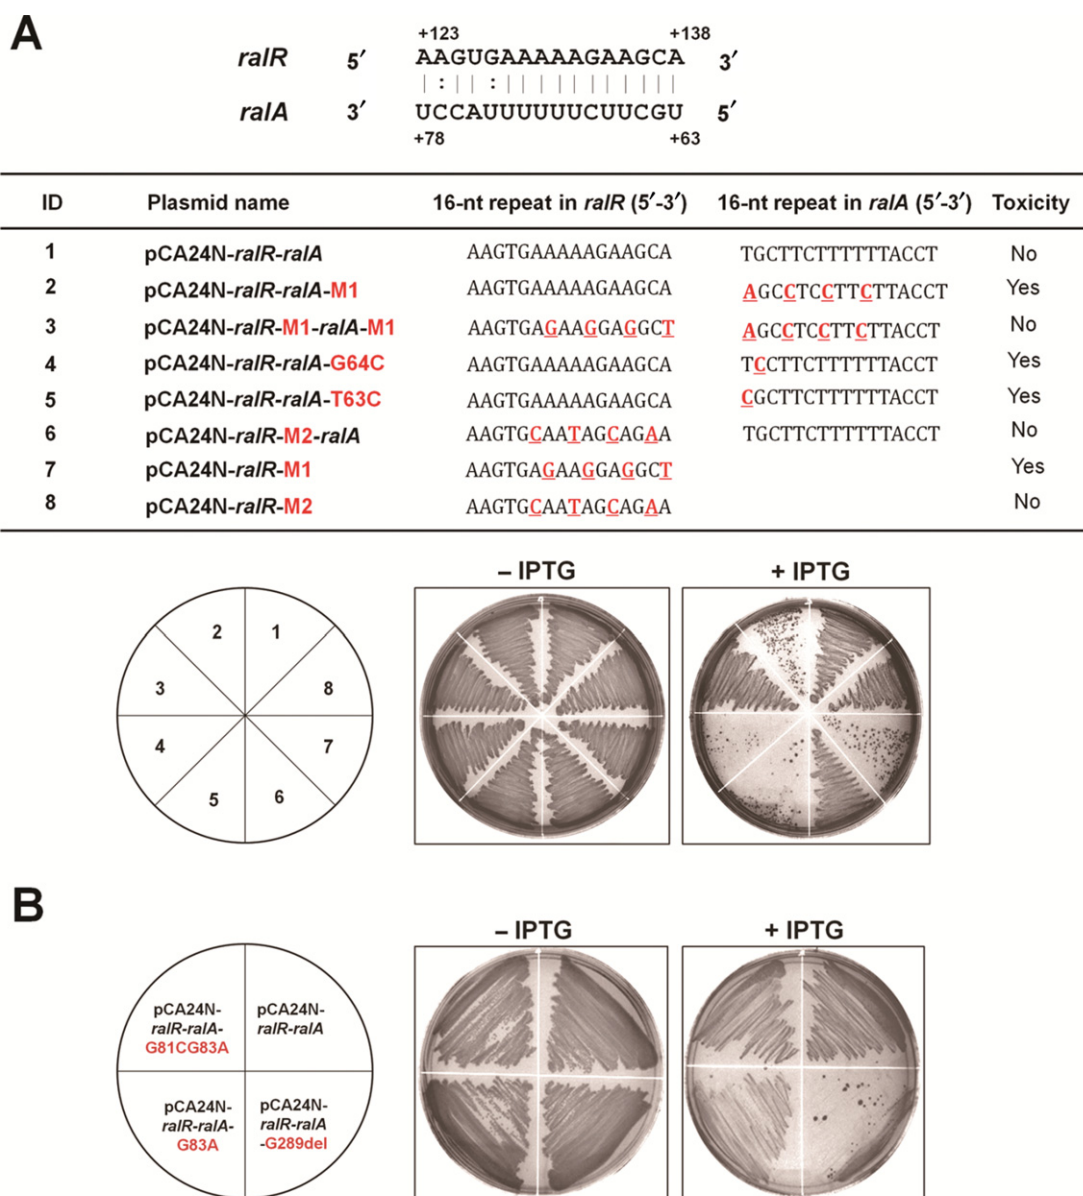 A
+123 +138
ralR 5′ AAGUGAAAAAGAAGCA 3′
ralA 3′ UCCAUUUUUUCUUCGU 5′
+78 +63
ID Plasmid name 16-nt repeat in ralR (5′-3′) 16-nt repeat in ralA (5′-3′) Toxicity
1 pCA24N-ralR-ralA AAGTGAAAAAGAAGCA TGCTTCTTTTTTACCT No
2 pCA24N-ralR-ralA-M1 AAGTGAAAAAGAAGCA AGCCTCCTTCTTACCT Yes
3 pCA24N-ralR-M1-ralA-M1 AAGTGAGAAGGAGGCT AGCCTCCTTCTTACCT No
4 pCA24N-ralR-ralA-G64C AAGTGAAAAAGAAGCA TCCTTCTTTTTTACCT Yes
5 pCA24N-ralR-ralA-T63C AAGTGAAAAAGAAGCA CGCTTCTTTTTTACCT Yes
6 pCA24N-ralR-M2-ralA AAGTGCAATAGCAGAA TGCTTCTTTTTTACCT No
7 pCA24N-ralR-M1 AAGTGAGAAGGAGGCT Yes
8 pCA24N-ralR-M2 AAGTGCAATAGCAGAA No
– IPTG + IPTG
2 1
3 8
4 7
5 6
B
– IPTG + IPTG
pCA24N-
ralR-ralA-
G81CG83A
pCA24N-
ralR-ralA
pCA24N-
ralR-ralA-
G83A
pCA24N-
ralR-ralA
-G289del